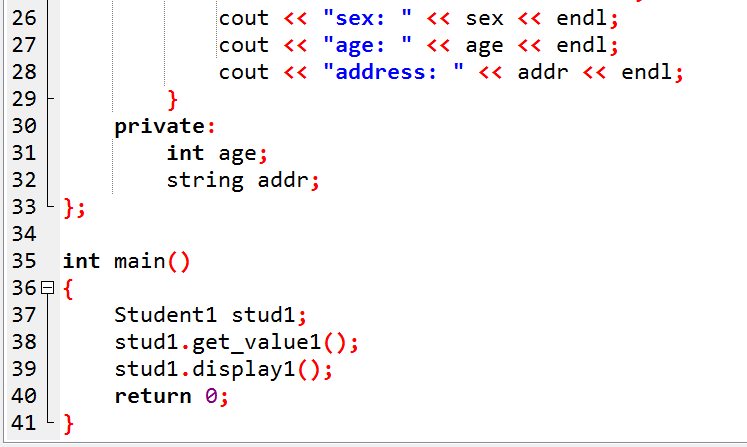 26 cout << "sex: " << sex << endl;
27 cout << "age: " << age << endl;
28 cout << "address: " << addr << endl;
29 }
30 private:
31 int age;
32 string addr;
33 };
34
35 int main()
36 {
37 Student1 stud1;
38 stud1.get_value1();
39 stud1.display1();
40 return 0;
41 }